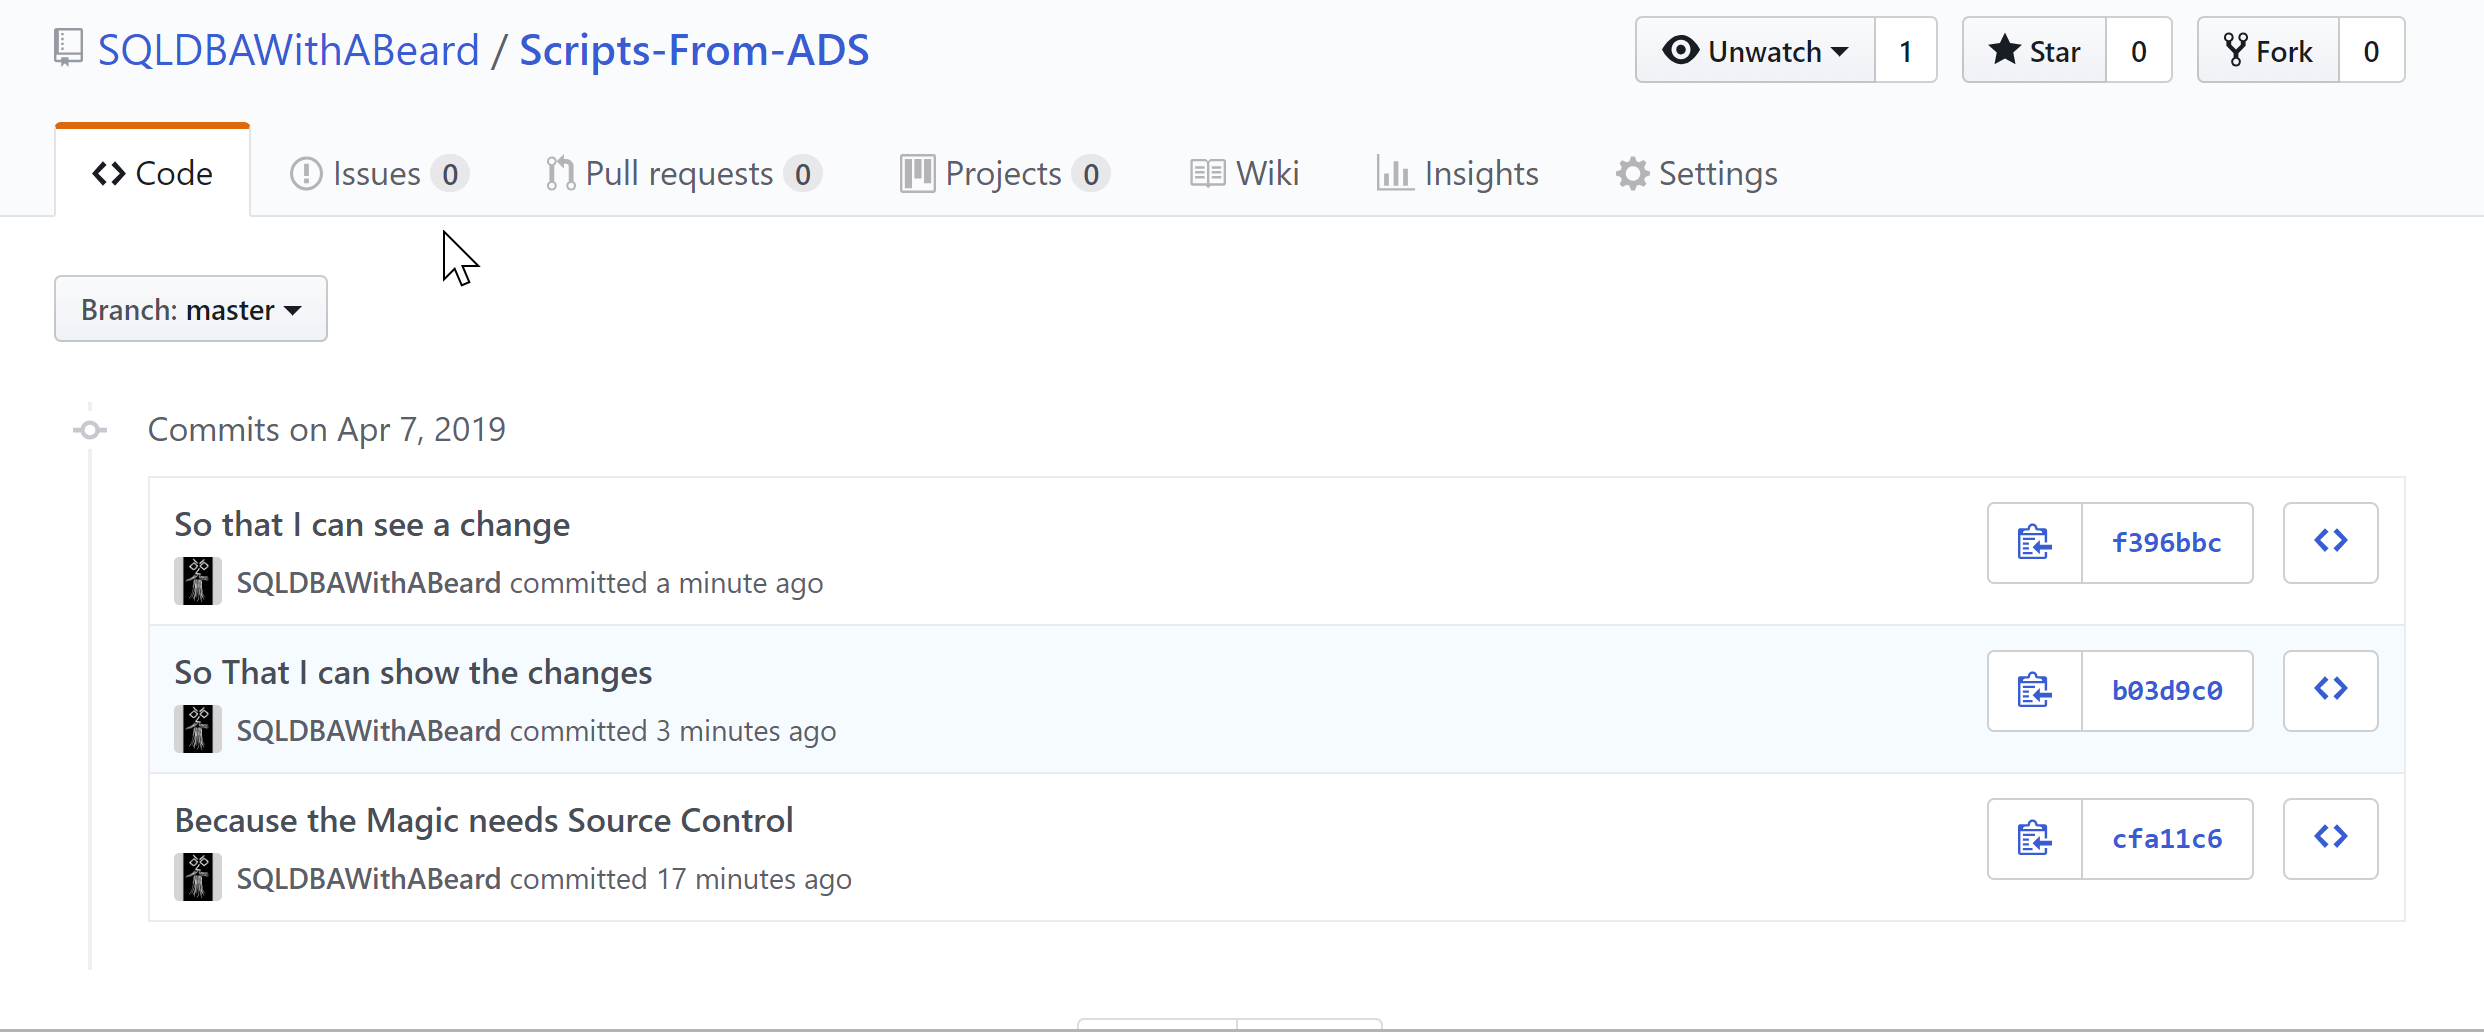 SQLDBAWithABeard / Scripts-From-ADS
Unwatch 1 Star 0 Fork 0
Code Issues 0 Pull requests 0 Projects 0 Wiki Insights Settings
Branch: master
Commits on Apr 7, 2019
So that I can see a change
SQLDBAWithABeard committed a minute ago
f396bbc
So That I can show the changes
SQLDBAWithABeard committed 3 minutes ago
b03d9c0
Because the Magic needs Source Control
SQLDBAWithABeard committed 17 minutes ago
cfa11c6